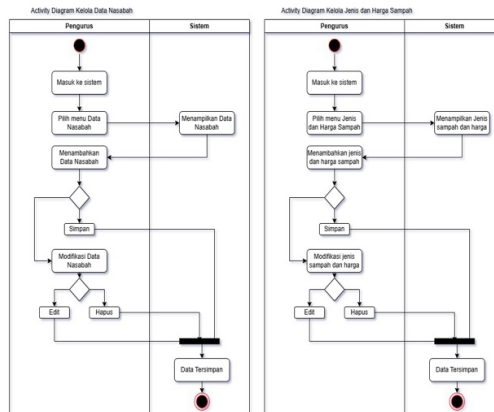 Activity Diagram Kelola Data Nasabah
Pengurus
Sistem
Masuk ke sistem
Pilih menu Data
Nasabah
Menampilkan Data
Nasabah
Menambahkan
Data Nasabah
Simpan
Modifikasi Data
Nasabah
Edit
Hapus
Data Tersimpan
Activity Diagram Kelola Jenis dan Harga Sampah
Pengurus
Sistem
Masuk ke sistem
Pilih menu Jenis
dan Harga Sampah
Menampilkan Jenis
sampah dan harga
Menambahkan jenis
dan harga sampah
Simpan
Modifikasi jenis
sampah dan harga
Edit
Hapus
Data Tersimpan